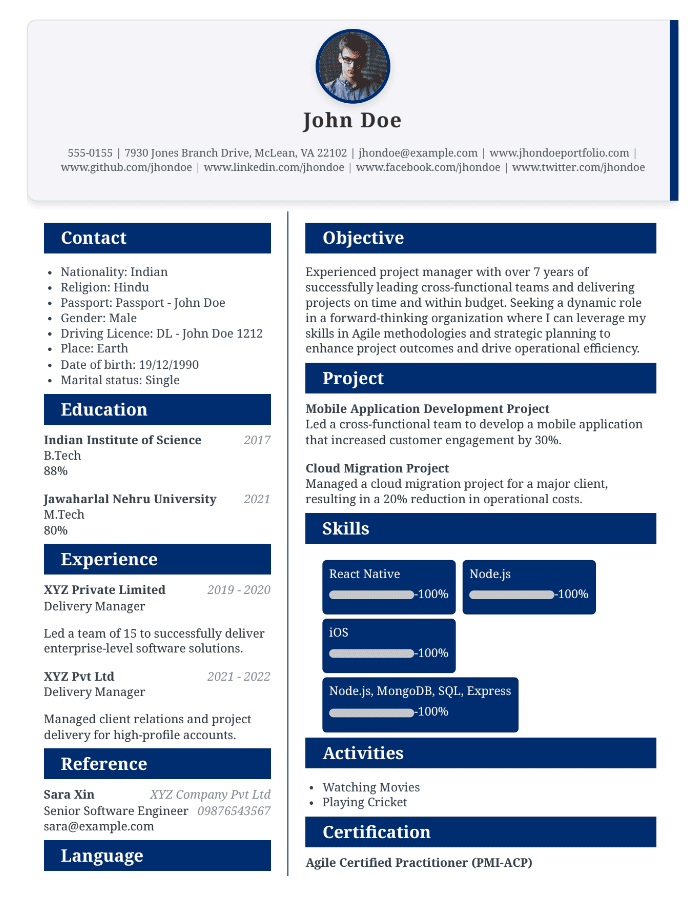 John Doe
555-0155 | 7930 Jones Branch Drive, McLean, VA 22102 | jhondoe@example.com | www.jhondoeportfolio.com |
www.github.com/jhondoe | www.linkedin.com/jhondoe | www.facebook.com/jhondoe | www.twitter.com/jhondoe
Contact
• Nationality: Indian
• Religion: Hindu
• Passport: Passport - John Doe
• Gender: Male
• Driving Licence: DL - John Doe 1212
• Place: Earth
• Date of birth: 19/12/1990
• Marital status: Single
Education
Indian Institute of Science 2017
B.Tech
88%
Jawaharlal Nehru University 2021
M.Tech
80%
Experience
XYZ Private Limited 2019 - 2020
Delivery Manager
Led a team of 15 to successfully deliver
enterprise-level software solutions.
XYZ Pvt Ltd 2021 - 2022
Delivery Manager
Managed client relations and project
delivery for high-profile accounts.
Reference
Sara Xin XYZ Company Pvt Ltd
Senior Software Engineer 09876543567
sara@example.com
Language
Objective
Experienced project manager with over 7 years of
successfully leading cross-functional teams and delivering
projects on time and within budget. Seeking a dynamic role
in a forward-thinking organization where I can leverage my
skills in Agile methodologies and strategic planning to
enhance project outcomes and drive operational efficiency.
Project
Mobile Application Development Project
Led a cross-functional team to develop a mobile application
that increased customer engagement by 30%.
Cloud Migration Project
Managed a cloud migration project for a major client,
resulting in a 20% reduction in operational costs.
Skills
React Native
-100%
Node.js
-100%
iOS
-100%
Node.js, MongoDB, SQL, Express
-100%
Activities
• Watching Movies
• Playing Cricket
Certification
Agile Certified Practitioner (PMI-ACP)